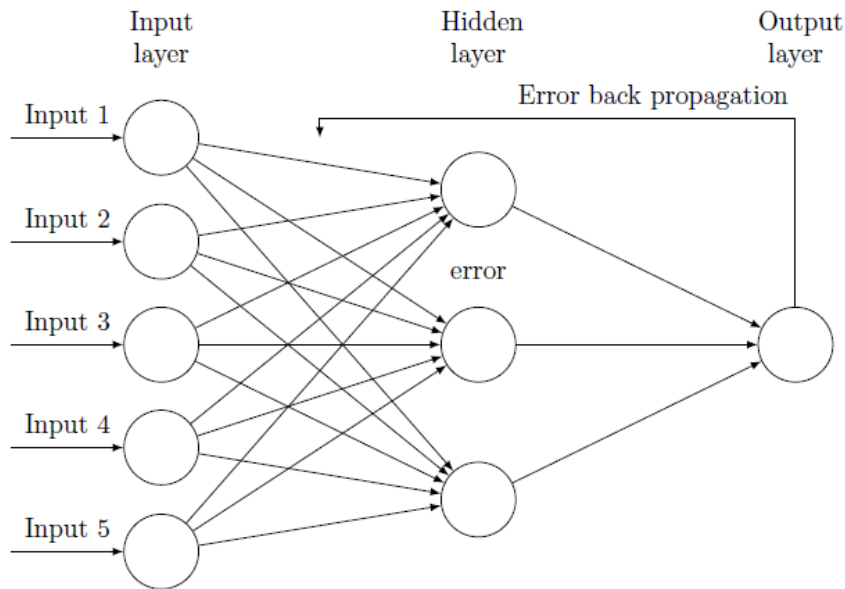 Input
layer
Hidden
layer
Output
layer
Error back propagation
Input 1
Input 2
error
Input 3
Input 4
Input 5